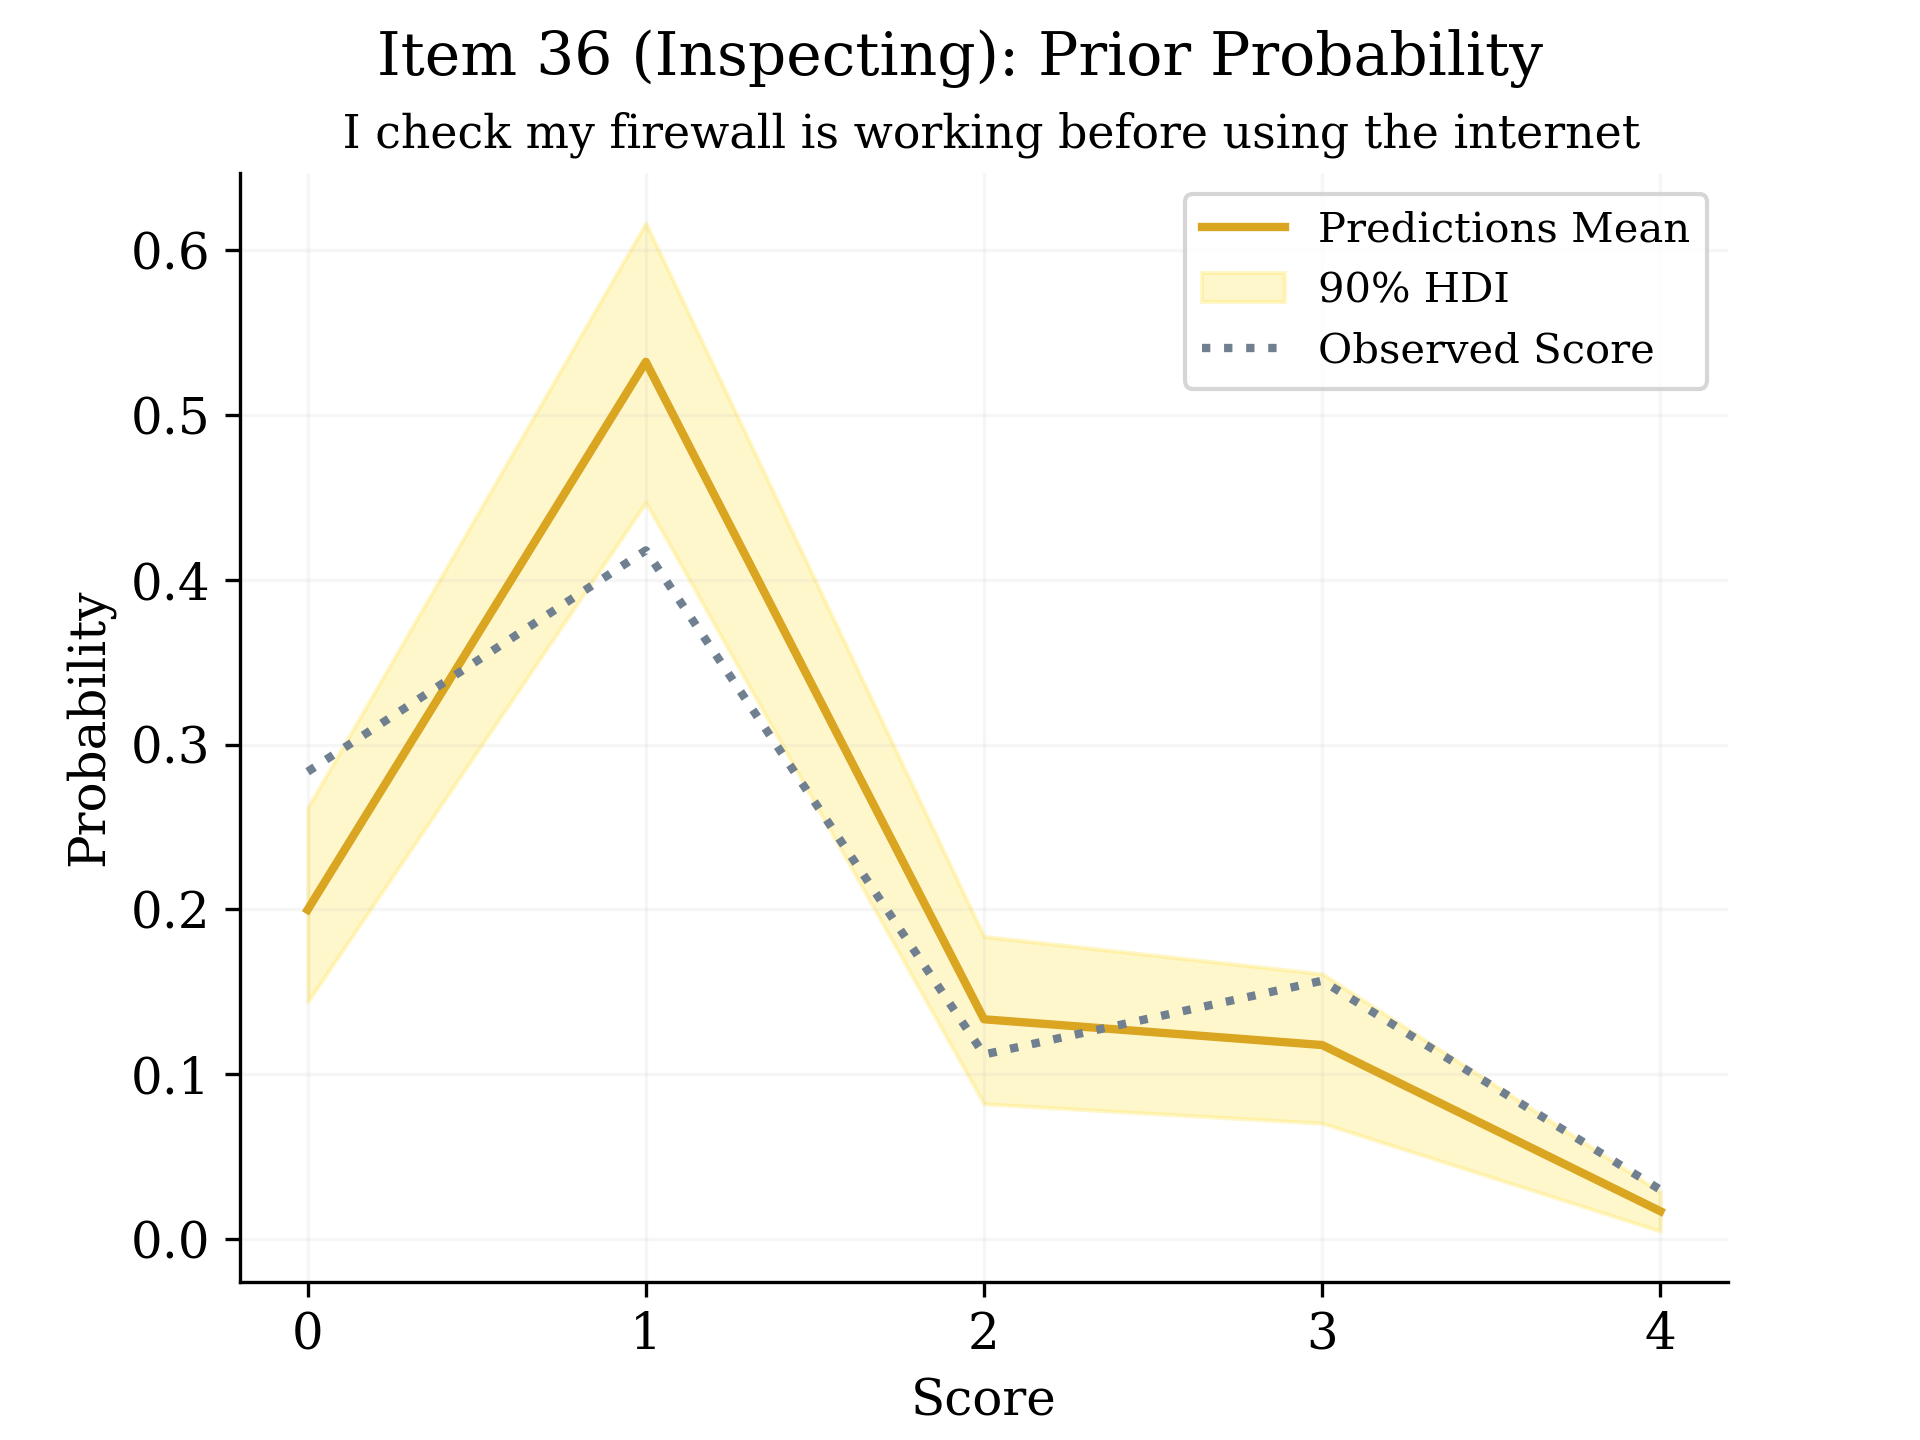 Item 36 (Inspecting): Prior Probability
I check my firewall is working before using the internet
Predictions Mean
90% HDI
Observed Score
0.6
0.5
0.4
0.3
0.2
0.1
0.0
Probability
0 1 2 3 4
Score